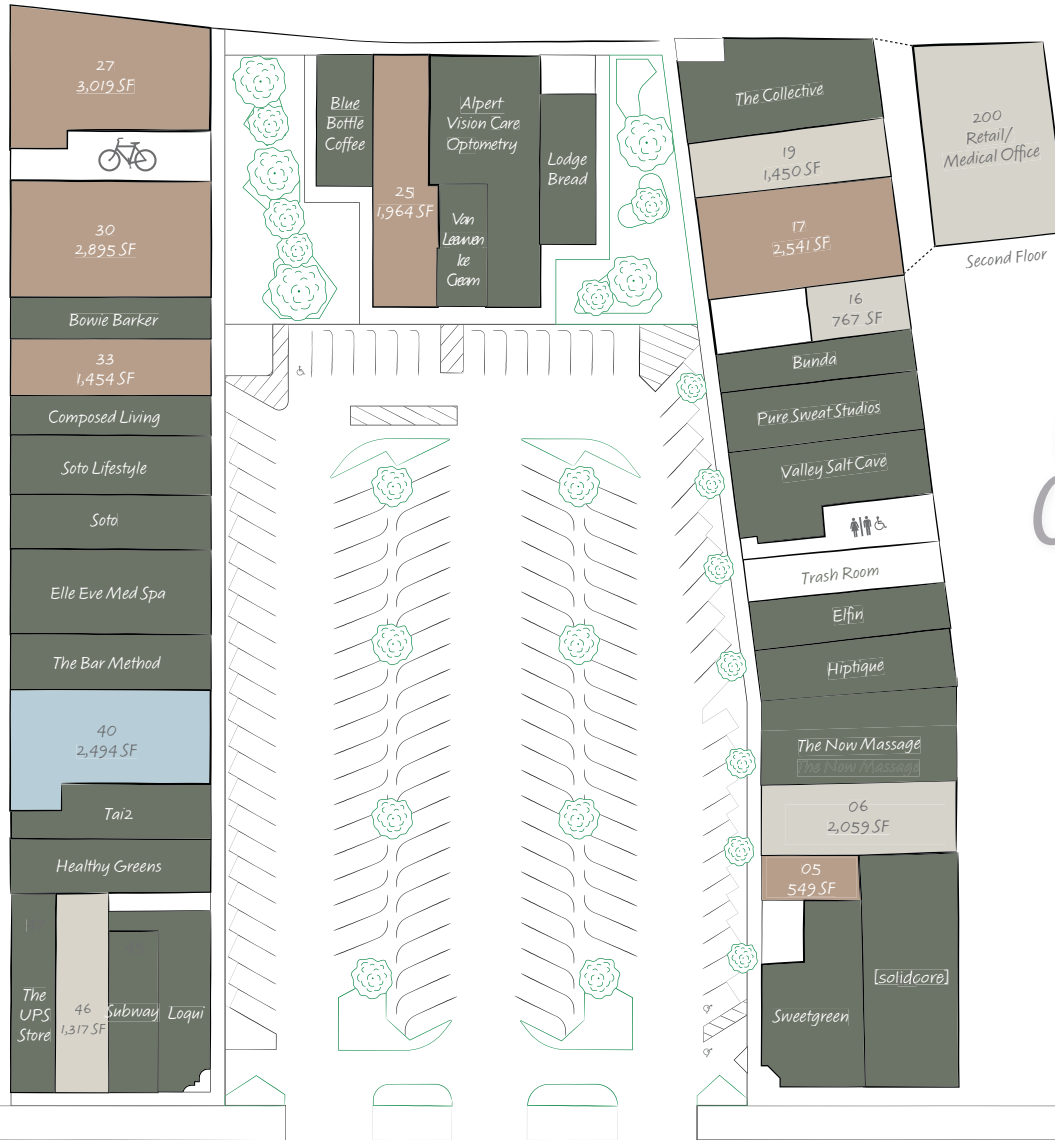 27
3,019 SF
30
2,895 SF
Bowie Barker
33
1,454 SF
Composed Living
Soto Lifestyle
Soto
Elle Eve Med Spa
The Bar Method
40
2,494 SF
Tai2
Healthy Greens
The
UPS
Store
46
1,317 SF
Subway
Loqui
Blue
Bottle
Coffee
25
1,964 SF
Alpert
Vision Care
Optometry
Van
Leeuwen
Ice
Cream
Lodge
Bread
The Collective
19
1,450 SF
17
2,541 SF
16
767 SF
Bunda
Pure Sweat Studios
Valley Salt Cave
Trash Room
Elfin
Hiptique
The Now Massage
The Now Massage
06
2,059 SF
05
549 SF
[solidcore]
Sweetgreen
200
Retail/
Medical Office
Second Floor